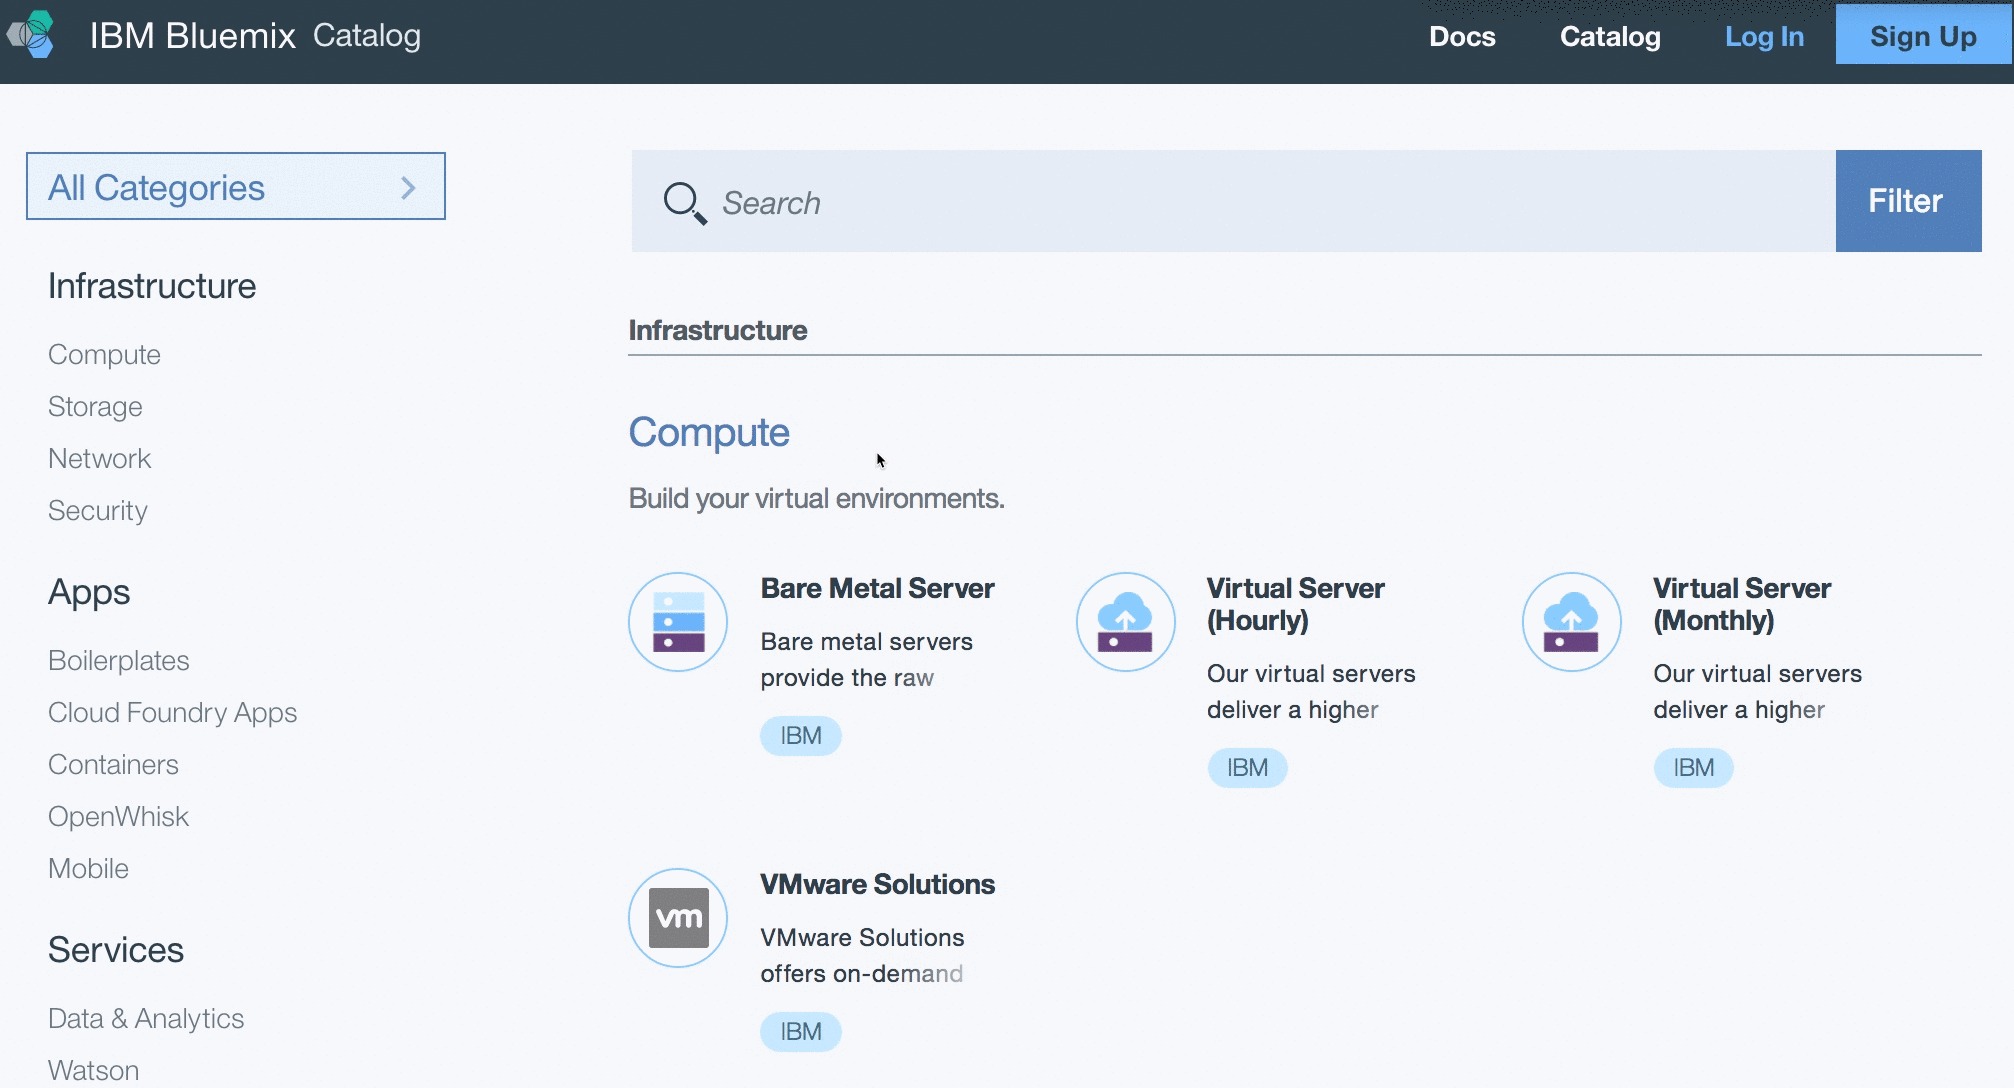 IBM Bluemix Catalog
Docs
Catalog
Log In
Sign Up
All Categories
Infrastructure
Compute
Storage
Network
Security
Apps
Boilerplates
Cloud Foundry Apps
Containers
OpenWhisk
Mobile
Services
Data & Analytics
Watson
Search
Filter
Infrastructure
Compute
Build your virtual environments.
Bare Metal Server
Bare metal servers
provide the raw
IBM
Virtual Server
(Hourly)
Our virtual servers
deliver a higher
IBM
Virtual Server
(Monthly)
Our virtual servers
deliver a higher
IBM
vm
VMware Solutions
VMware Solutions
offers on-demand
IBM